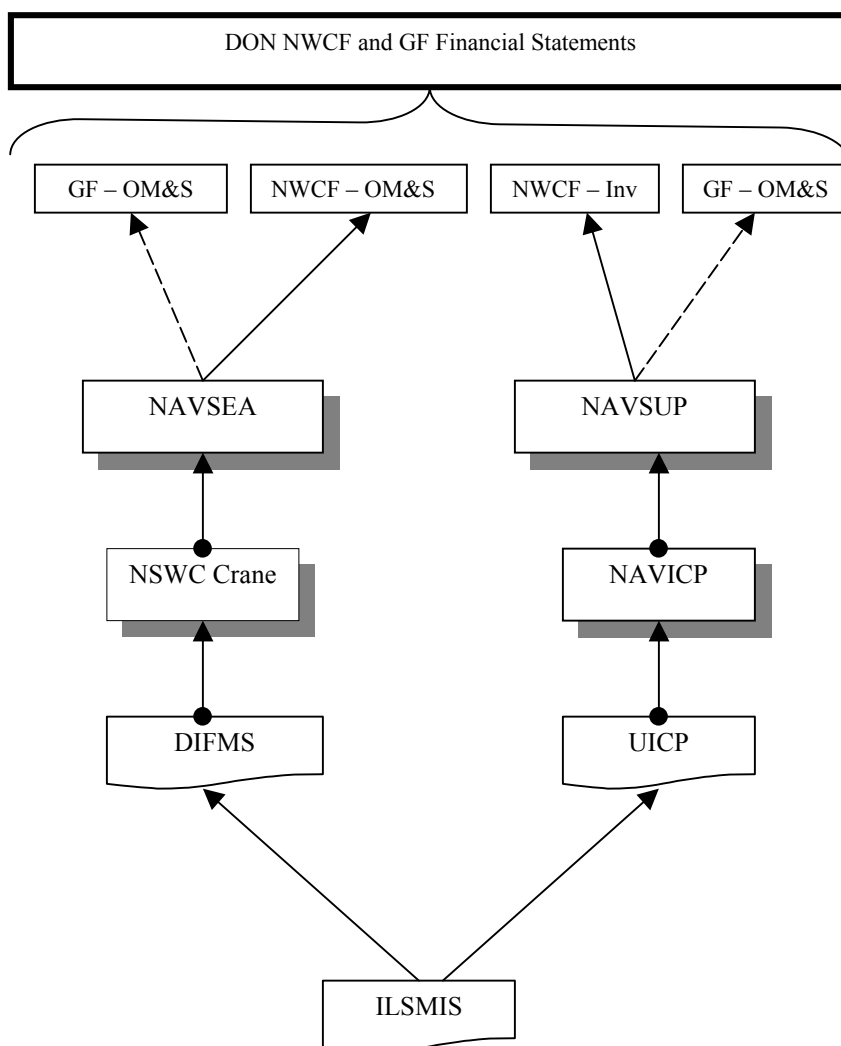 DON NWCF and GF Financial Statements
GF – OM&S
NWCF – OM&S
NWCF – Inv
GF – OM&S
NAVSEA
NAVSUP
NSWC Crane
NAVICP
DIFMS
UICP
ILSMIS